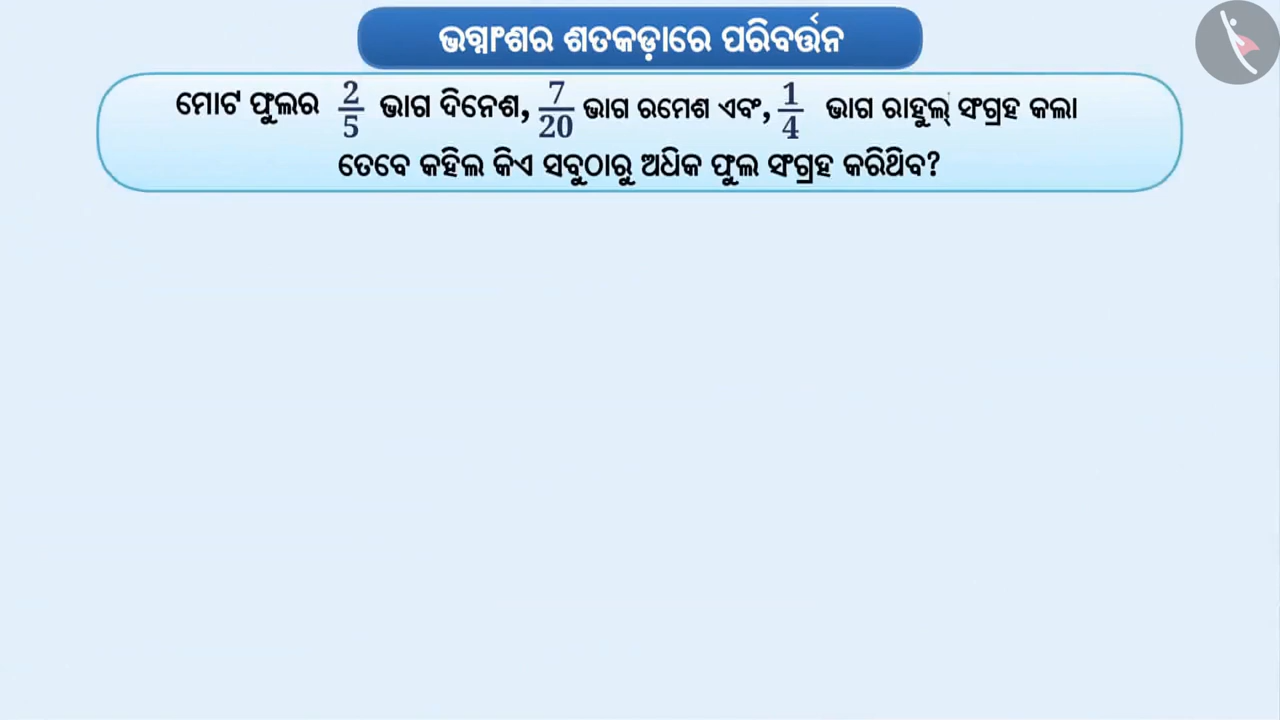 ଭଗ୍ନାଂଶର ଶତକଡ଼ାରେ ପରିବର୍ତ୍ତନ
ମୋଟ ଫୁଲର 2/5 ଭାଗ ଦିନେଶ, 7/20 ଭାଗ ରମେଶ ଏବଂ, 1/4 ଭାଗ ରାହୁଲ୍ ସଂଗ୍ରହ କଲା
ତେବେ କହିଲ କିଏ ସବୁଠାରୁ ଅଧିକ ଫୁଲ ସଂଗ୍ରହ କରିଥିବ?